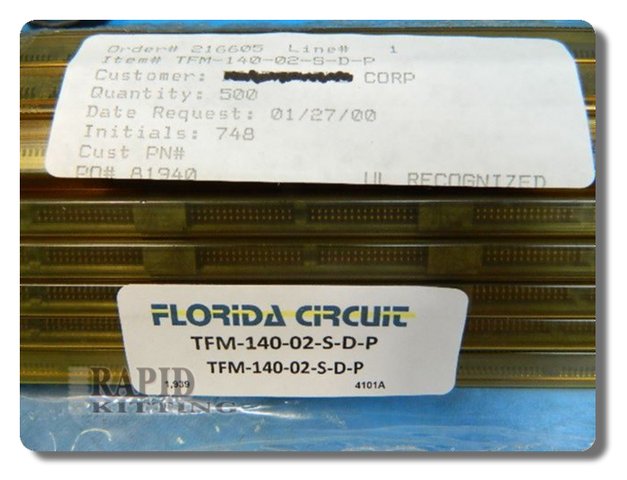 Order# 216605 Line# 1
Item# TFM-140-02-S-D-P
Customer: CORP
Quantity: 500
Date Request: 01/27/00
Initials: 748
Cust PN#
PO# 81940 UL RECOGNIZED
FLORIDA CIRCUIT
TFM-140-02-S-D-P
TFM-140-02-S-D-P
1,939 4101A
RAPID
KITTING